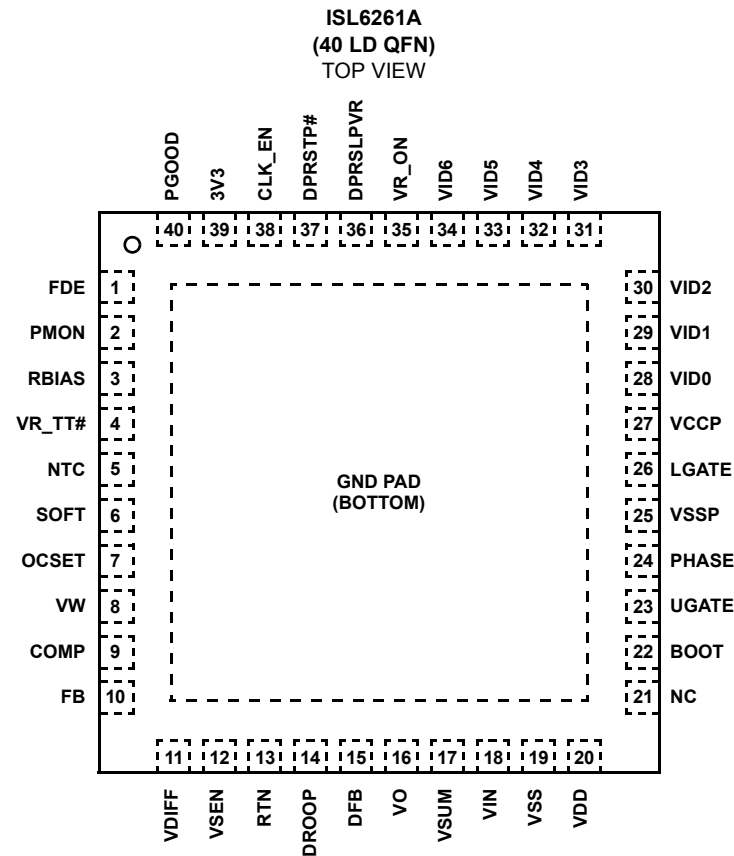 ISL6261A
(40 LD QFN)
TOP VIEW
PGOOD
3V3
CLK_EN
DPRSTP#
DPRSLPVR
VR_ON
VID6
VID5
VID4
VID3
40 39 38 37 36 35 34 33 32 31
FDE 1
PMON 2
RBIAS 3
VR_TT# 4
NTC 5
SOFT 6
OCSET 7
VW 8
COMP 9
FB 10
GND PAD
(BOTTOM)
30 VID2
29 VID1
28 VID0
27 VCCP
26 LGATE
25 VSSP
24 PHASE
23 UGATE
22 BOOT
21 NC
11 12 13 14 15 16 17 18 19 20
VDIFF
VSEN
RTN
DROOP
DFB
VO
VSUM
VIN
VSS
VDD